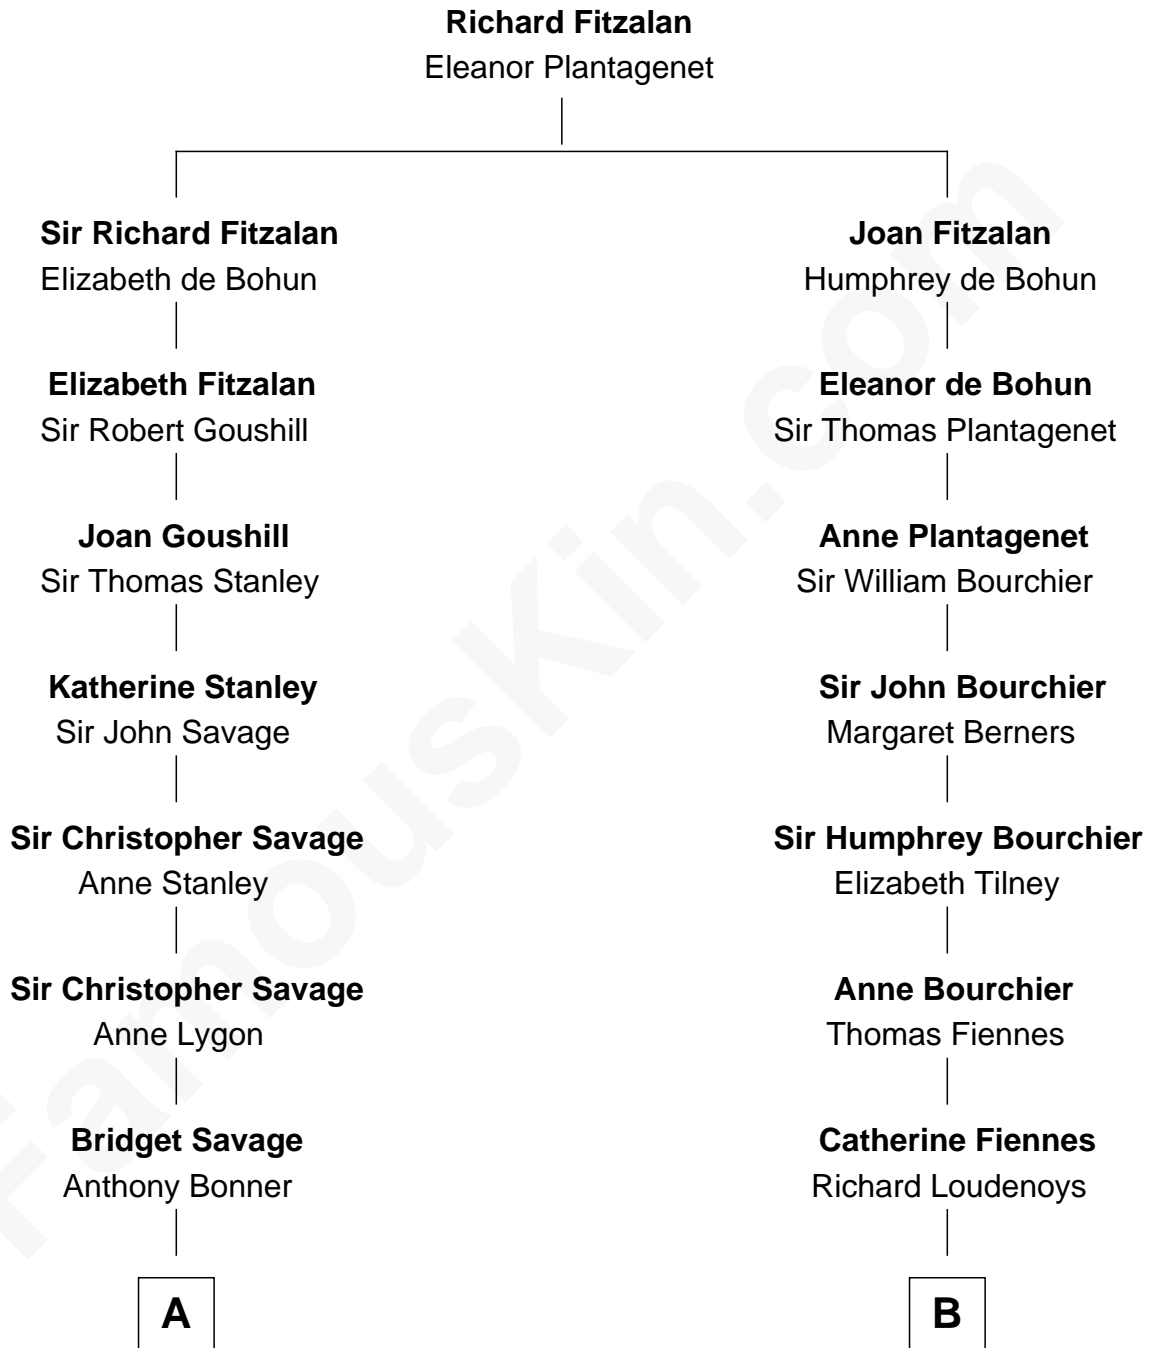 Richard Fitzalan
Eleanor Plantagenet
Sir Richard Fitzalan
Elizabeth de Bohun
Joan Fitzalan
Humphrey de Bohun
Elizabeth Fitzalan
Sir Robert Goushill
Eleanor de Bohun
Sir Thomas Plantagenet
Joan Goushill
Sir Thomas Stanley
Anne Plantagenet
Sir William Bourchier
Katherine Stanley
Sir John Savage
Sir John Bourchier
Margaret Berners
Sir Christopher Savage
Anne Stanley
Sir Humphrey Bourchier
Elizabeth Tilney
Sir Christopher Savage
Anne Lygon
Anne Bourchier
Thomas Fiennes
Bridget Savage
Anthony Bonner
Catherine Fiennes
Richard Loudenoys
A
B
FamousKin.com